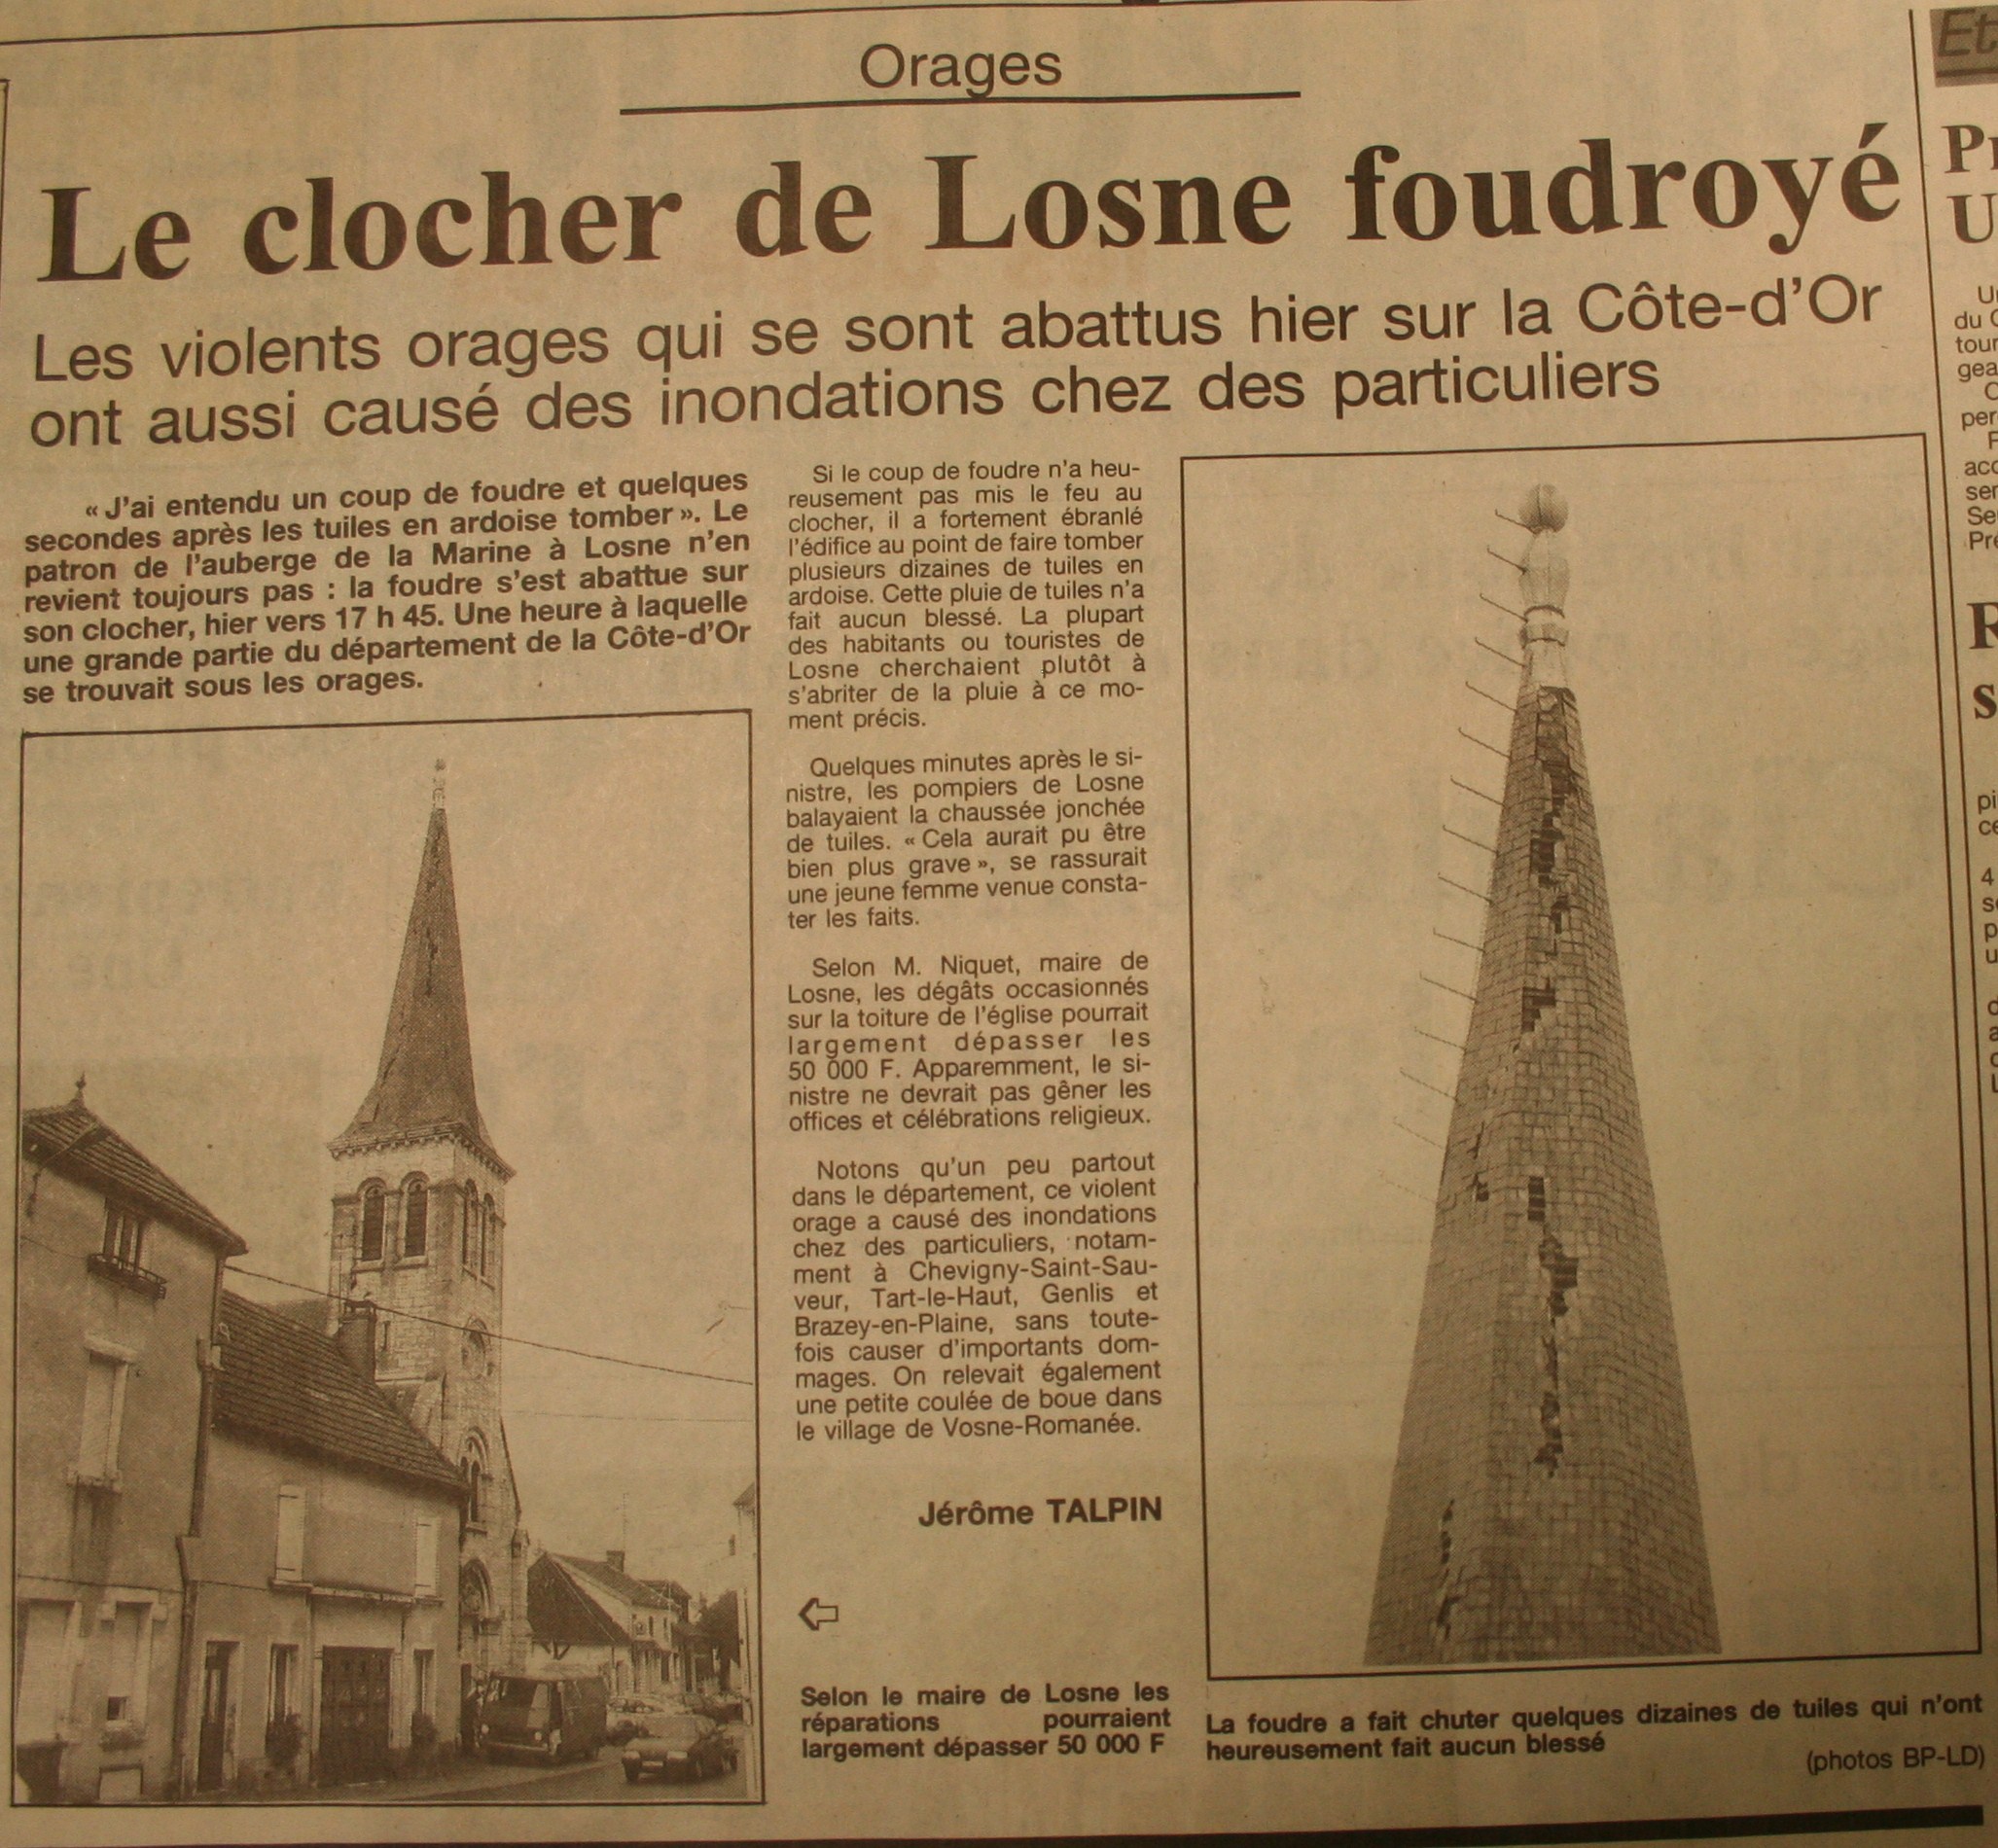 Orages
Le clocher de Losne foudroyé
Les violents orages qui se sont abattus hier sur la Côte-d'Or
ont aussi causé des inondations chez des particuliers
« J'ai entendu un coup de foudre et quelques
secondes après les tuiles en ardoise tomber ». Le
patron de l'auberge de la Marine à Losne n'en
revient toujours pas : la foudre s'est abattue sur
son clocher, hier vers 17 h 45. Une heure à laquelle
une grande partie du département de la Côte-d'Or
se trouvait sous les orages.
Si le coup de foudre n'a heu-
reusement pas mis le feu au
clocher, il a fortement ébranlé
l'édifice au point de faire tomber
plusieurs dizaines de tuiles en
ardoise. Cette pluie de tuiles n'a
fait aucun blessé. La plupart
des habitants ou touristes de
Losne cherchaient plutôt à
s'abriter de la pluie à ce mo-
ment précis.
Quelques minutes après le si-
nistre, les pompiers de Losne
balayaient la chaussée jonchée
de tuiles. « Cela aurait pu être
bien plus grave », se rassurait
une jeune femme venue consta-
ter les faits.
Selon M. Niquet, maire de
Losne, les dégâts occasionnés
sur la toiture de l'église pourrait
largement dépasser les
50 000 F. Apparemment, le si-
nistre ne devrait pas gêner les
offices et célébrations religieux.
Notons qu'un peu partout
dans le département, ce violent
orage a causé des inondations
chez des particuliers, notam-
ment à Chevigny-Saint-Sau-
veur, Tart-le-Haut, Genlis et
Brazey-en-Plaine, sans toute-
fois causer d'importants dom-
mages. On relevait également
une petite coulée de boue dans
le village de Vosne-Romanée.
Jérôme TALPIN
Selon le maire de Losne les
réparations pourraient
largement dépasser 50 000 F
La foudre a fait chuter quelques dizaines de tuiles qui n'ont
heureusement fait aucun blessé
(photos BP-LD)